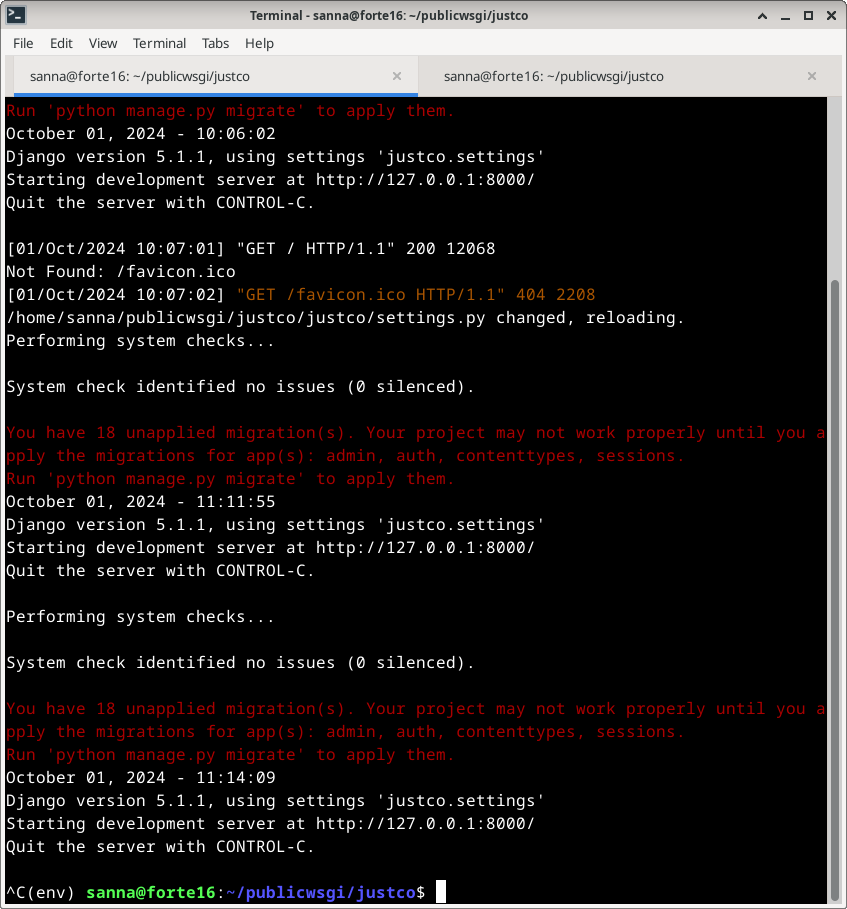 Terminal - sanna@forte16: ~/publicwsgi/justco
File Edit View Terminal Tabs Help
sanna@forte16: ~/publicwsgi/justco × sanna@forte16: ~/publicwsgi/justco ×
Run 'python manage.py migrate' to apply them.
October 01, 2024 - 10:06:02
Django version 5.1.1, using settings 'justco.settings'
Starting development server at http://127.0.0.1:8000/
Quit the server with CONTROL-C.
[01/Oct/2024 10:07:01] "GET / HTTP/1.1" 200 12068
Not Found: /favicon.ico
[01/Oct/2024 10:07:02] "GET /favicon.ico HTTP/1.1" 404 2208
/home/sanna/publicwsgi/justco/justco/settings.py changed, reloading.
Performing system checks...
System check identified no issues (0 silenced).
You have 18 unapplied migration(s). Your project may not work properly until you a
pply the migrations for app(s): admin, auth, contenttypes, sessions.
Run 'python manage.py migrate' to apply them.
October 01, 2024 - 11:11:55
Django version 5.1.1, using settings 'justco.settings'
Starting development server at http://127.0.0.1:8000/
Quit the server with CONTROL-C.
Performing system checks...
System check identified no issues (0 silenced).
You have 18 unapplied migration(s). Your project may not work properly until you a
pply the migrations for app(s): admin, auth, contenttypes, sessions.
Run 'python manage.py migrate' to apply them.
October 01, 2024 - 11:14:09
Django version 5.1.1, using settings 'justco.settings'
Starting development server at http://127.0.0.1:8000/
Quit the server with CONTROL-C.
^C(env) sanna@forte16:~/publicwsgi/justco$